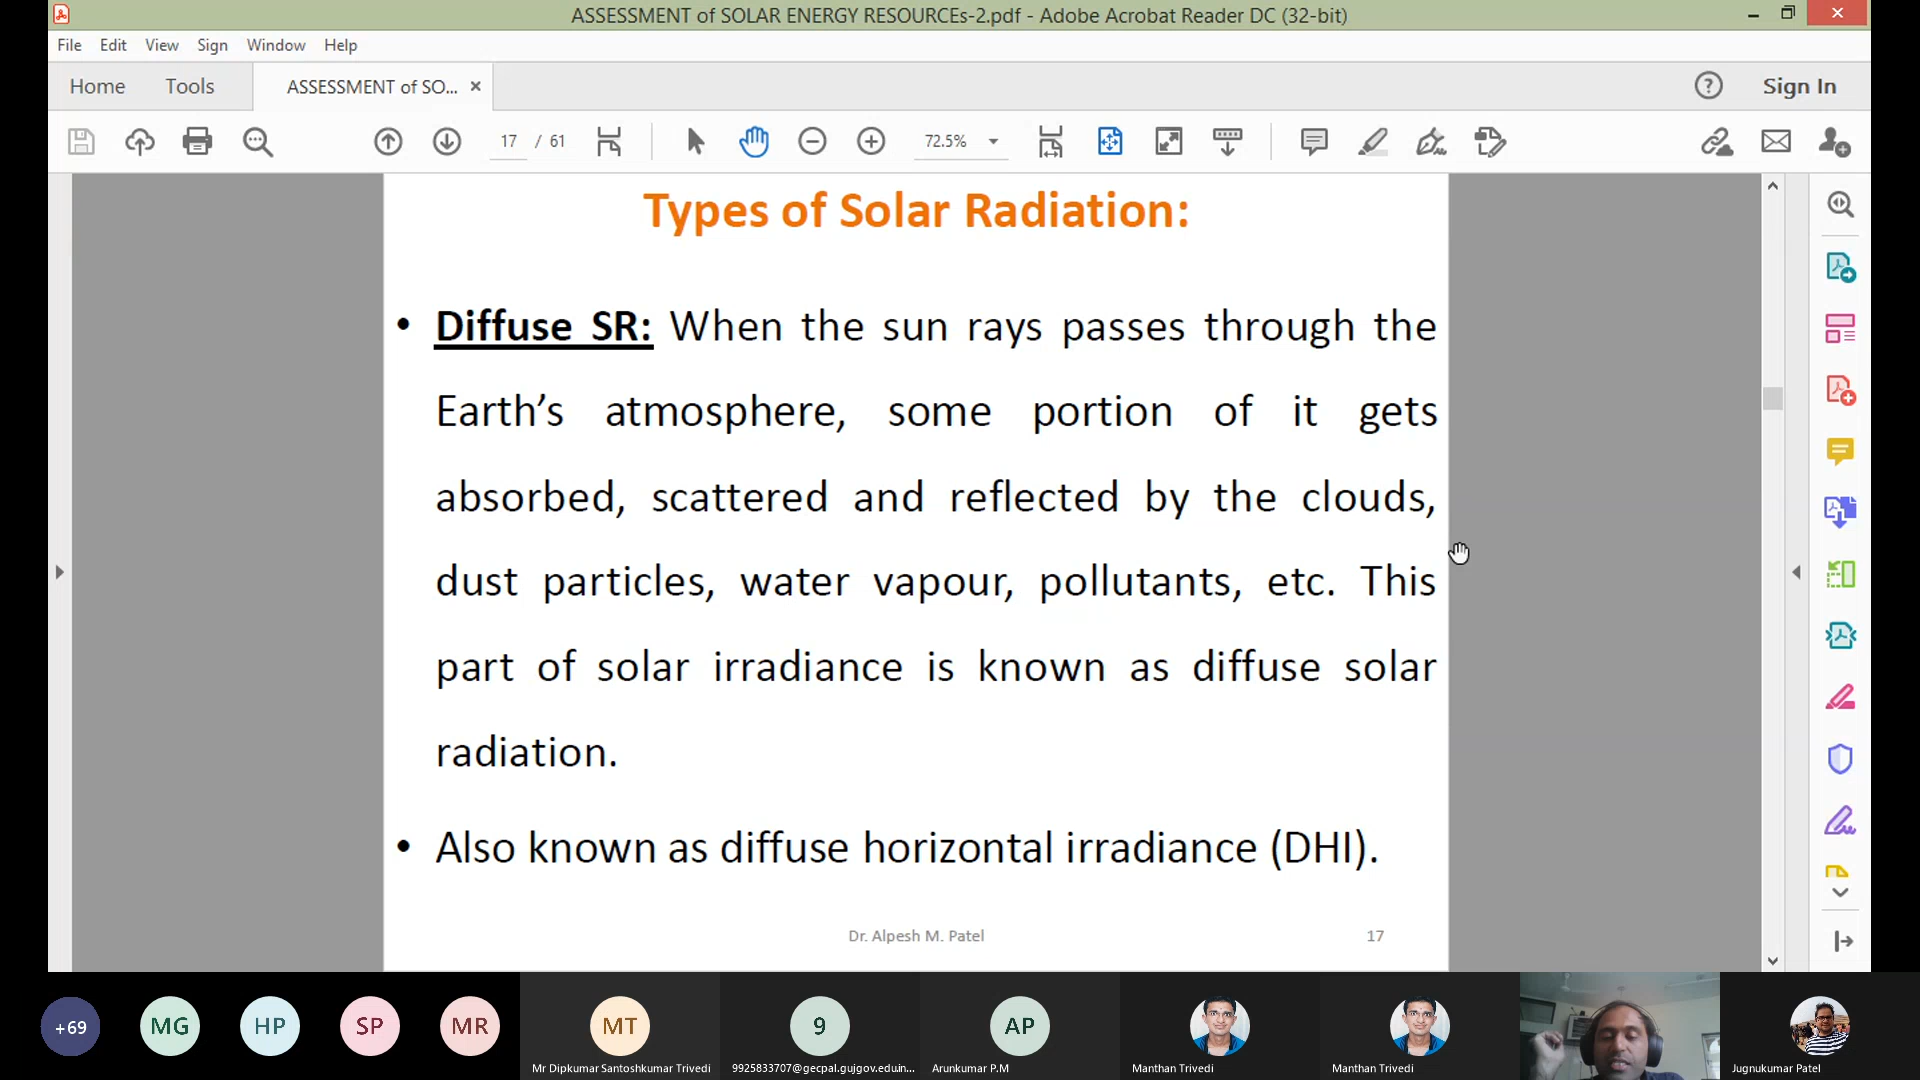 ASSESSMENT of SOLAR ENERGY RESOURCEs-2.pdf - Adobe Acrobat Reader DC (32-bit)
File Edit View Sign Window Help
Home Tools ASSESSMENT of SO... Sign In
17 / 61 72.5%
Types of Solar Radiation:
• Diffuse SR: When the sun rays passes through the
Earth’s atmosphere, some portion of it gets
absorbed, scattered and reflected by the clouds,
dust particles, water vapour, pollutants, etc. This
part of solar irradiance is known as diffuse solar
radiation.
• Also known as diffuse horizontal irradiance (DHI).
Dr. Alpesh M. Patel 17
+69 MG HP SP MR MT 9 AP
Mr Dipkumar Santoshkumar Trivedi 9925833707@gecpal.gujgov.edu.in... Arunkumar P.M Manthan Trivedi Manthan Trivedi Jugnukumar Patel